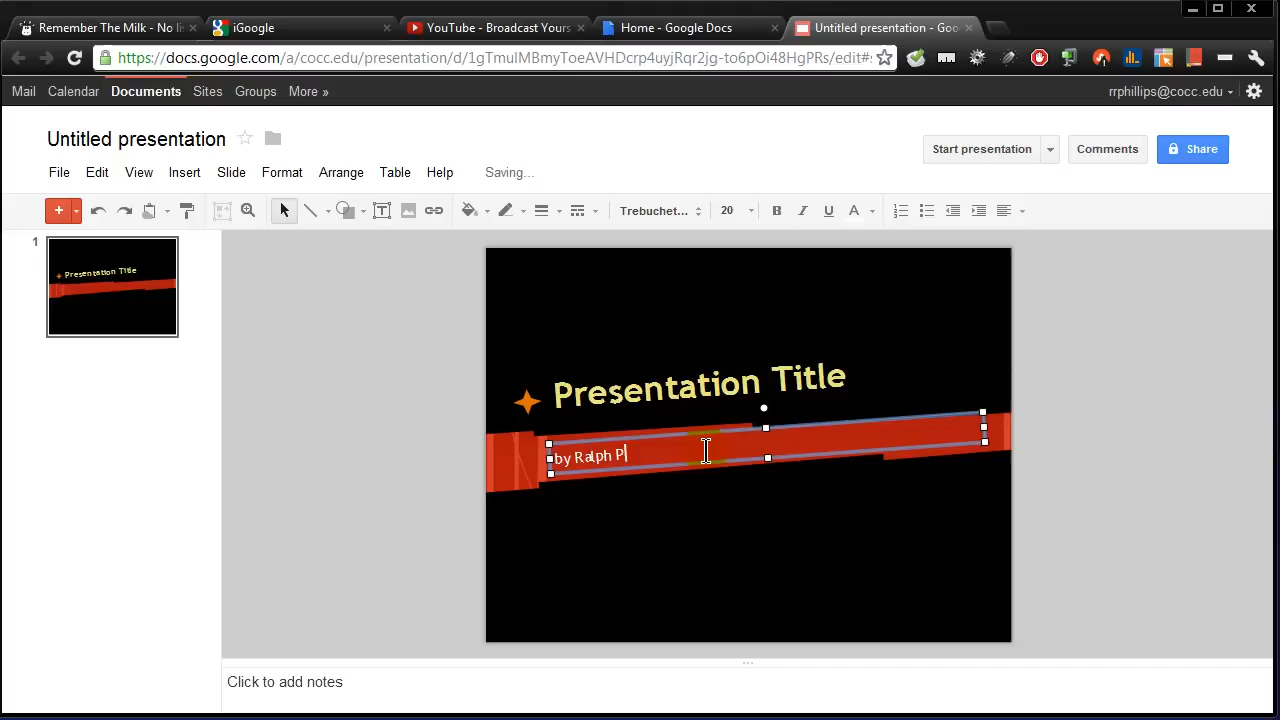 Remember The Milk - No li
iGoogle
YouTube - Broadcast Yours
Home - Google Docs
Untitled presentation - Goo
https://docs.google.com/a/cocc.edu/presentation/d/1gTmulMBmyToeAVHDcrp4uyjRqr2jg-to6pOi48HgPRs/edit#:
Mail Calendar Documents Sites Groups More »
rrphillips@cocc.edu
Untitled presentation
Start presentation
Comments
Share
File Edit View Insert Slide Format Arrange Table Help Saving...
Trebuchet... 20 B I U A
1
Presentation Title
Presentation Title
by Ralph P
Click to add notes